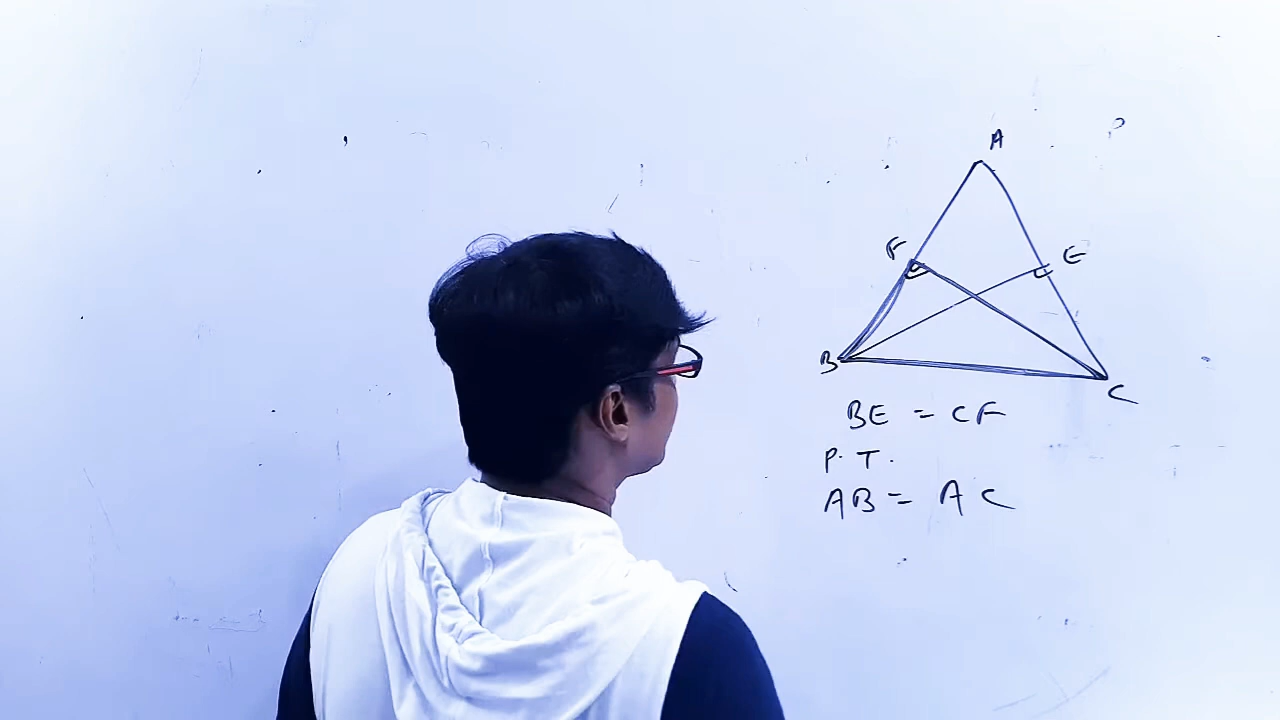 A
F E
B
C
BE = CF
P. T.
AB = AC